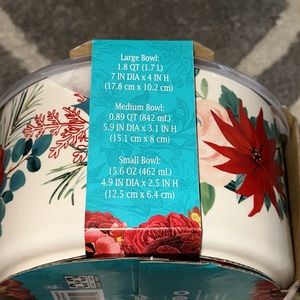 Large Bowl:
1.8 QT (1.7 L)
7 IN DIA x 4 IN H
(17.8 cm x 10.2 cm)
Medium Bowl:
0.89 QT (842 mL)
5.9 IN DIA x 3.1 IN H
(15.1 cm x 8 cm)
Small Bowl:
15.6 OZ (462 mL)
4.9 IN DIA x 2.5 IN H
(12.5 cm x 6.4 cm)